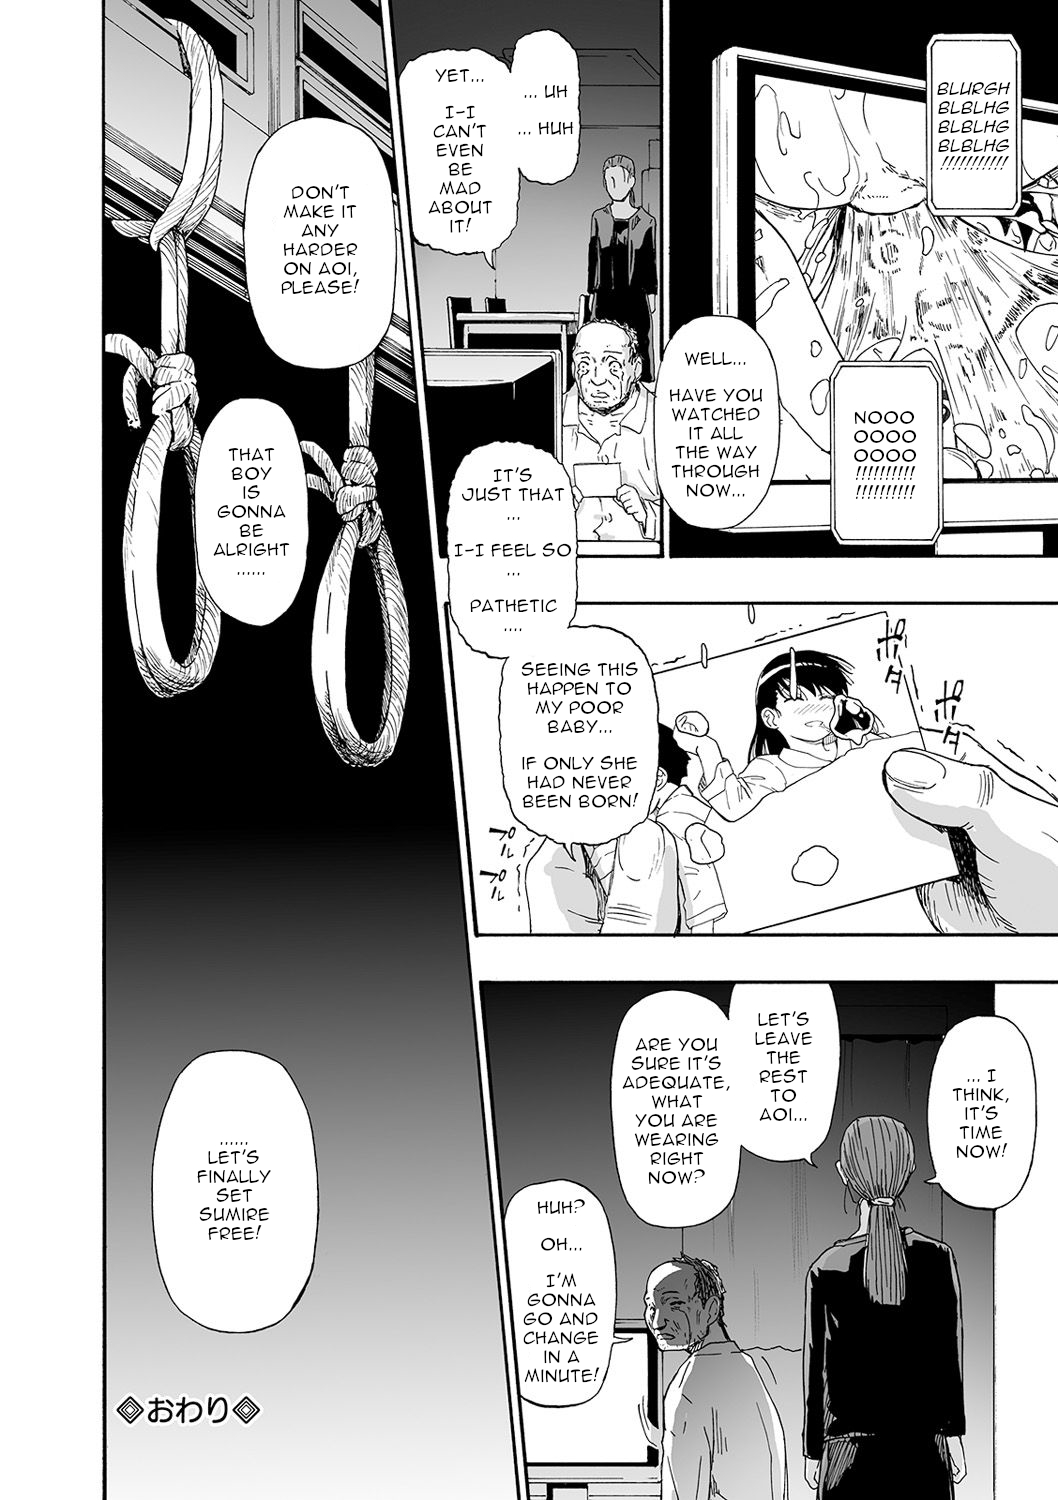 BLURGH
BLBLHG
BLBLHG
BLBLHG
!!!!!!!!!!!!
NOOO
OOOO
OOOO
!!!!!!!!!!!
!!!!!!!!!!!
WELL...
HAVE YOU
WATCHED
IT ALL
THE WAY
THROUGH
NOW...
... UH
... HUH
YET...
I-I
CAN'T
EVEN
BE
MAD
ABOUT
IT!
IT'S
JUST THAT
...
I-I FEEL SO
...
PATHETIC
....
SEEING THIS
HAPPEN TO
MY POOR
BABY...
IF ONLY SHE
HAD NEVER
BEEN BORN!
ポタ
ポタ
プル
プル
... I
THINK,
IT'S
TIME
NOW!
LET'S
LEAVE
THE
REST
TO
AOI...
ARE YOU
SURE IT'S
ADEQUATE,
WHAT
YOU ARE
WEARING
RIGHT
NOW?
HUH?
OH...
I'M
GONNA
GO AND
CHANGE
IN A
MINUTE!
DON'T
MAKE IT
ANY
HARDER
ON AOI,
PLEASE!
THAT
BOY IS
GONNA
BE
ALRIGHT
......
......
LET'S
FINALLY
SET
SUMIRE
FREE!
おわり